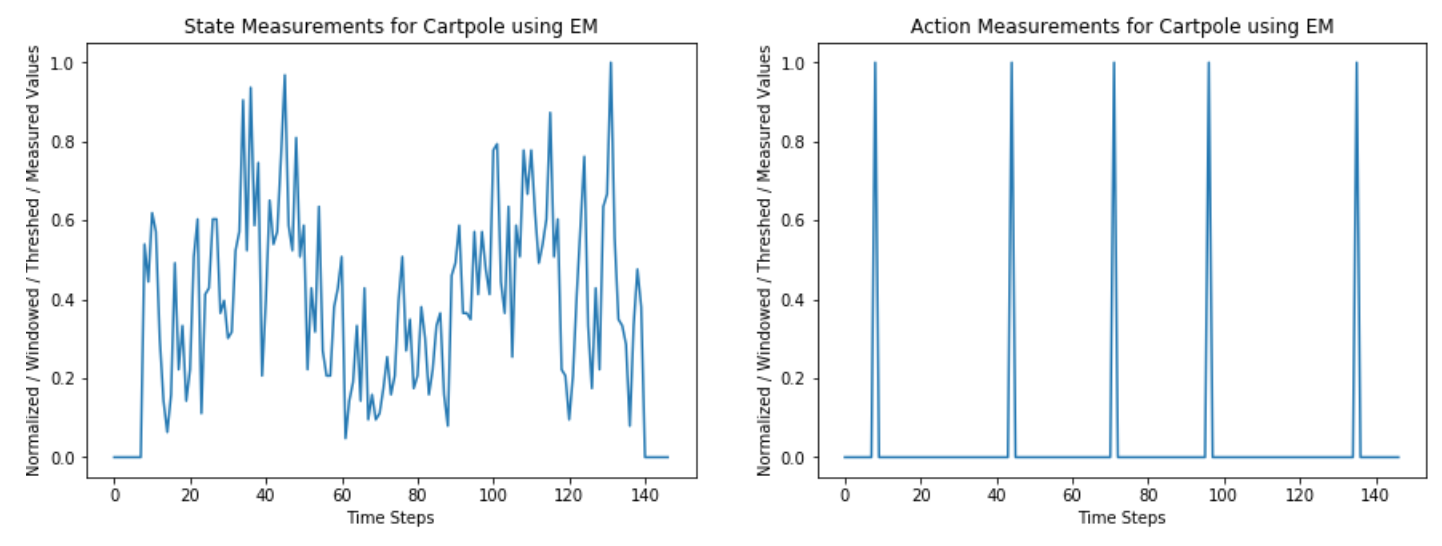 State Measurements for Cartpole using EM
Normalized / Windowed / Threshed / Measured Values
1.0
0.8
0.6
0.4
0.2
0.0
0 20 40 60 80 100 120 140
Time Steps
Action Measurements for Cartpole using EM
Normalized / Windowed / Threshed / Measured Values
1.0
0.8
0.6
0.4
0.2
0.0
0 20 40 60 80 100 120 140
Time Steps